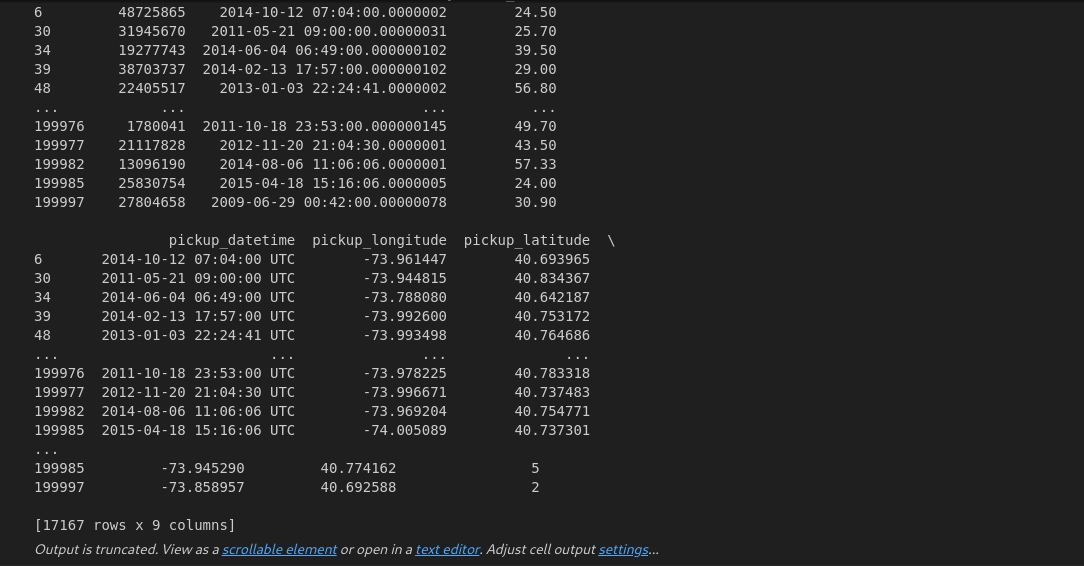 6         48725865    2014-10-12 07:04:00.0000002        24.50
30        31945670   2011-05-21 09:00:00.00000031        25.70
34        19277743  2014-06-04 06:49:00.000000102        39.50
39        38703737  2014-02-13 17:57:00.000000102        29.00
48        22405517    2013-01-03 22:24:41.0000002        56.80
...            ...                            ...          ...
199976     1780041  2011-10-18 23:53:00.000000145        49.70
199977    21117828    2012-11-20 21:04:30.0000001        43.50
199982    13096190    2014-08-06 11:06:06.0000001        57.33
199985    25830754    2015-04-18 15:16:06.0000005        24.00
199997    27804658   2009-06-29 00:42:00.00000078        30.90
pickup_datetime  pickup_longitude  pickup_latitude  \
6       2014-10-12 07:04:00 UTC        -73.961447        40.693965
30      2011-05-21 09:00:00 UTC        -73.944815        40.834367
34      2014-06-04 06:49:00 UTC        -73.788080        40.642187
39      2014-02-13 17:57:00 UTC        -73.992600        40.753172
48      2013-01-03 22:24:41 UTC        -73.993498        40.764686
...                         ...               ...              ...
199976  2011-10-18 23:53:00 UTC        -73.978225        40.783318
199977  2012-11-20 21:04:30 UTC        -73.996671        40.737483
199982  2014-08-06 11:06:06 UTC        -73.969204        40.754771
199985  2015-04-18 15:16:06 UTC        -74.005089        40.737301
...
199985         -73.945290         40.774162                5
199997         -73.858957         40.692588                2
[17167 rows x 9 columns]
Output is truncated. View as a scrollable element or open in a text editor. Adjust cell output settings...